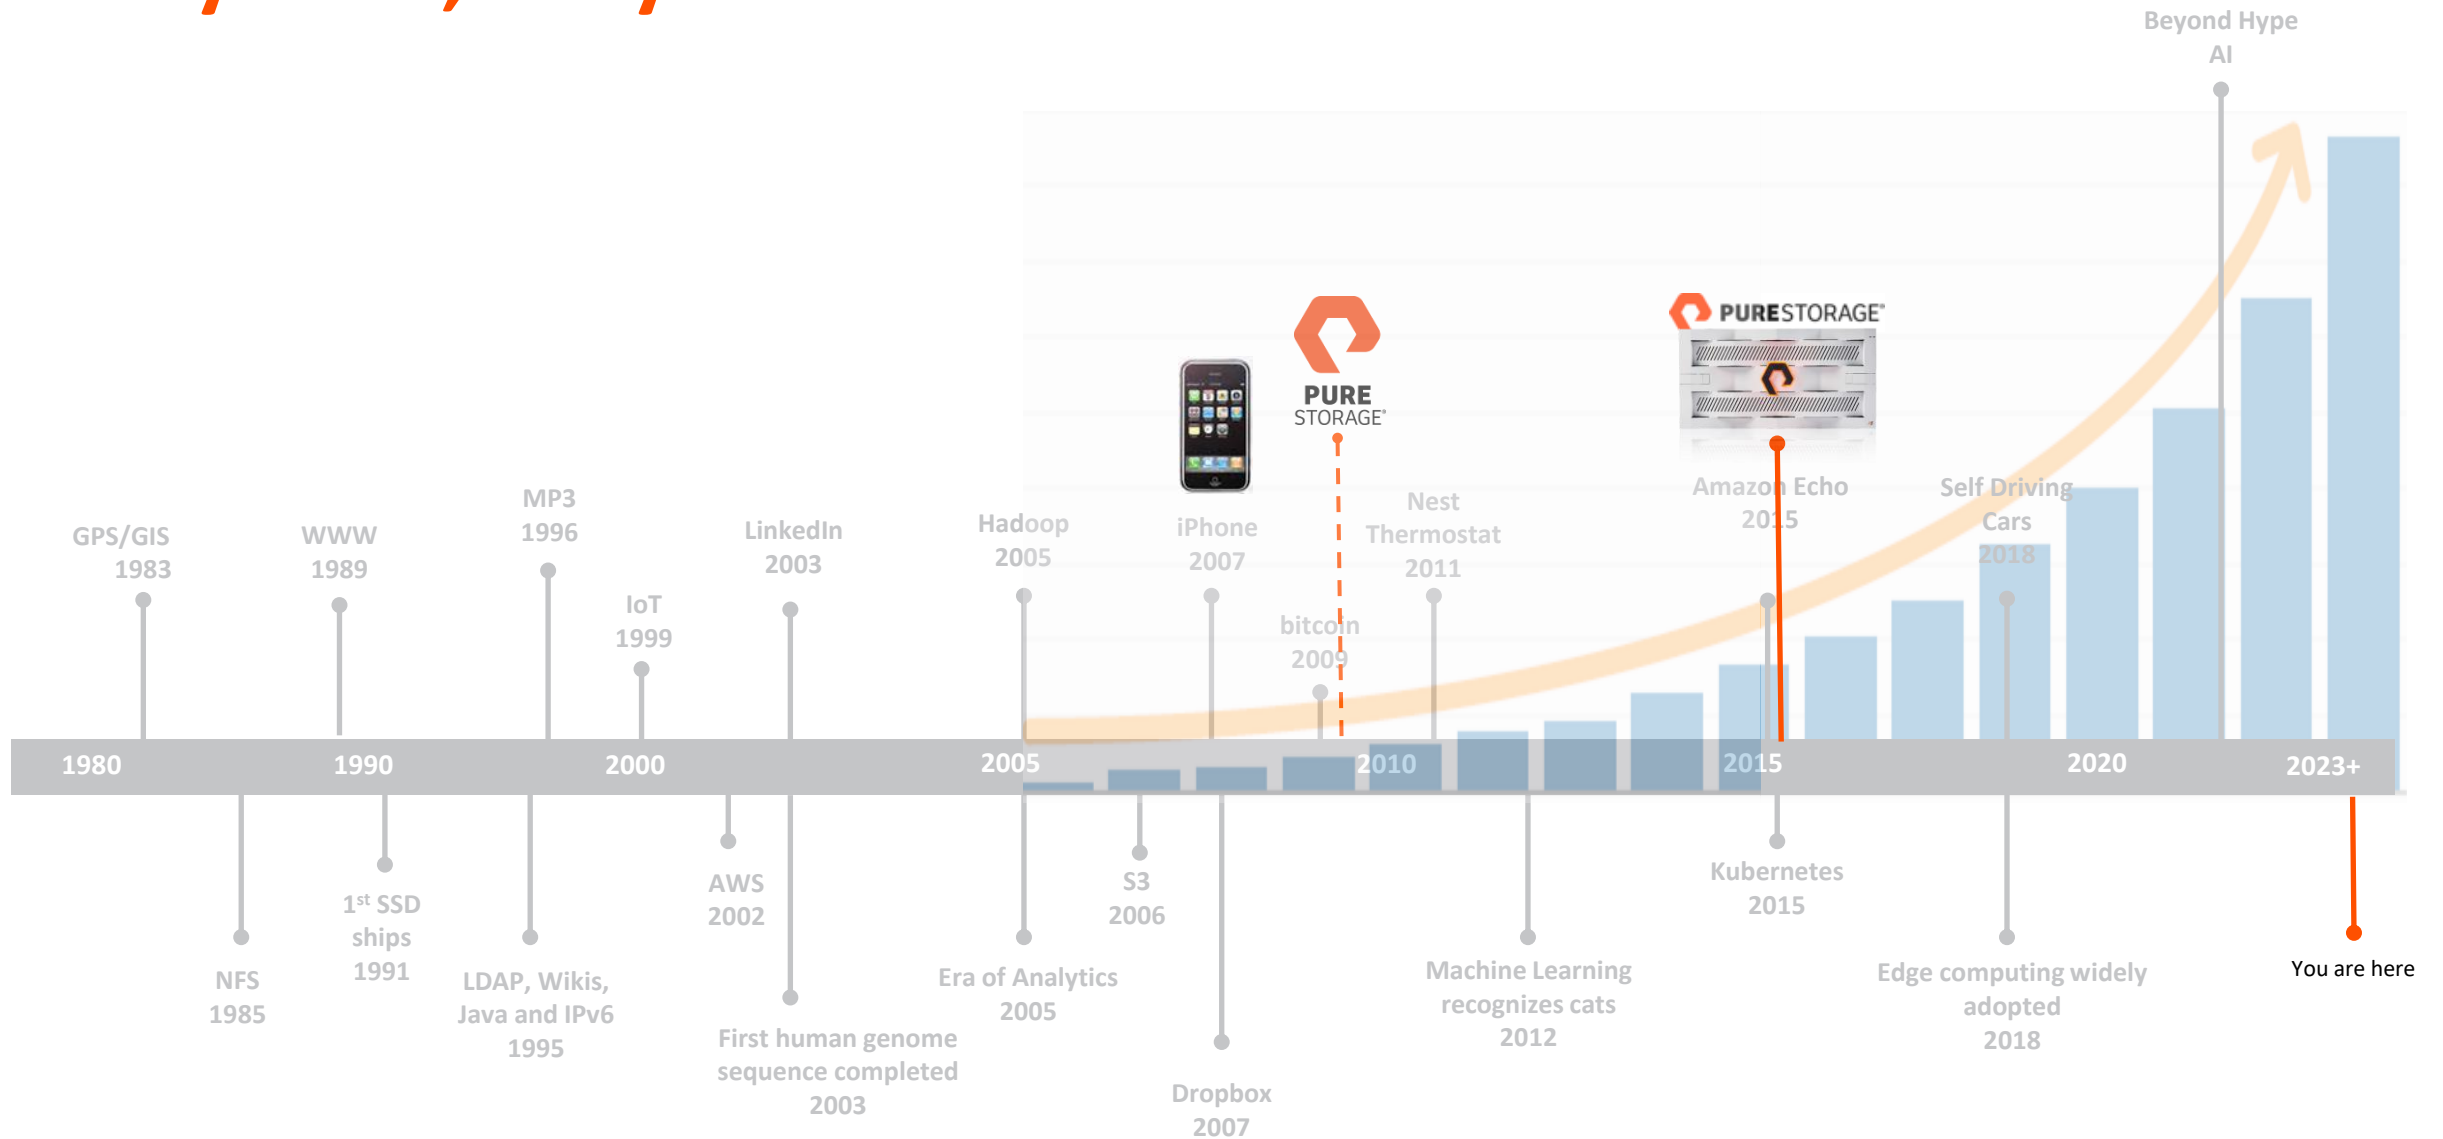 Beyond Hype
AI
PURESTORAGE®
PURE
STORAGE®
MP3
1996
GPS/GIS
1983
WWW
1989
IoT
1999
LinkedIn
2003
Hadoop
2005
iPhone
2007
bitcoin
2009
Nest
Thermostat
2011
Amazon Echo
2015
Self Driving
Cars
2018
1980
1990
2000
2005
2010
2015
2020
2023+
NFS
1985
1st SSD
ships
1991
LDAP, Wikis,
Java and IPv6
1995
AWS
2002
First human genome
sequence completed
2003
Era of Analytics
2005
S3
2006
Dropbox
2007
Machine Learning
recognizes cats
2012
Kubernetes
2015
Edge computing widely
adopted
2018
You are here